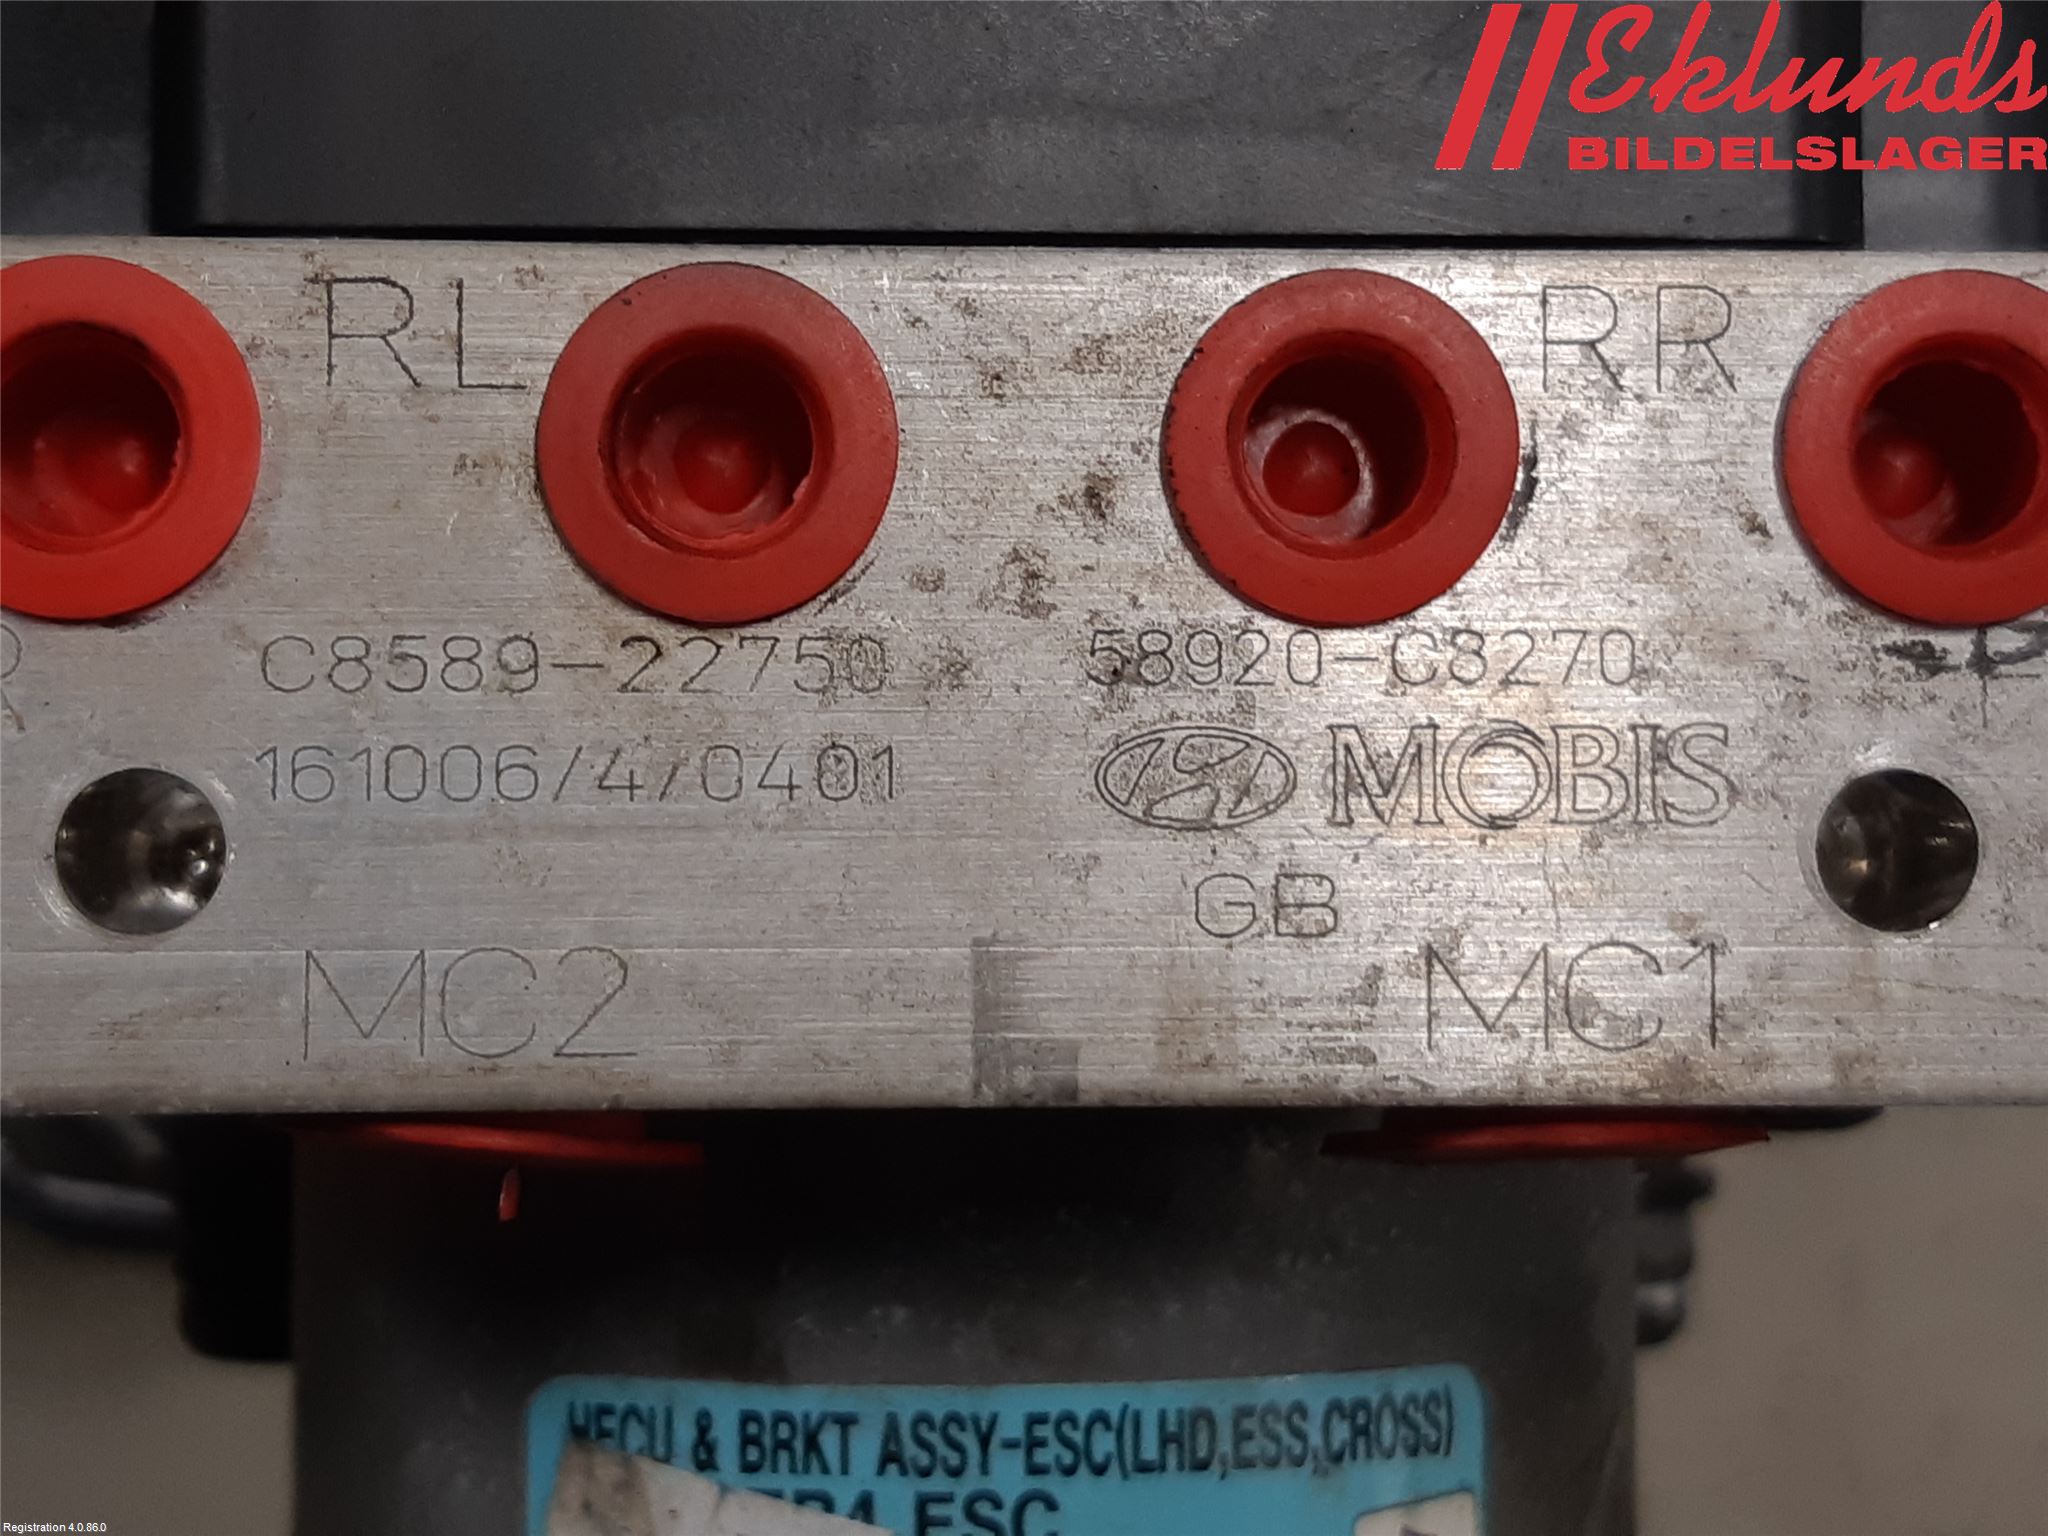 Eklunds
BILDELSLAGER
RL
RR
C8589-22750
58920-C8270
161006/4/0401
MOBIS
GB
MC2
MC1
HECU & BRKT ASSY-ESC(LHD,ESS,CROSS)
ESC
Registration 4.0.86.0